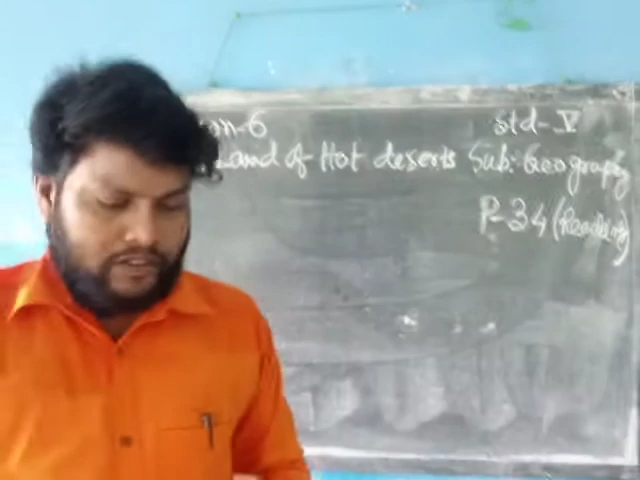 on-6 std-V
Land of Hot deserts Sub: Geography
P-34 (Reading)